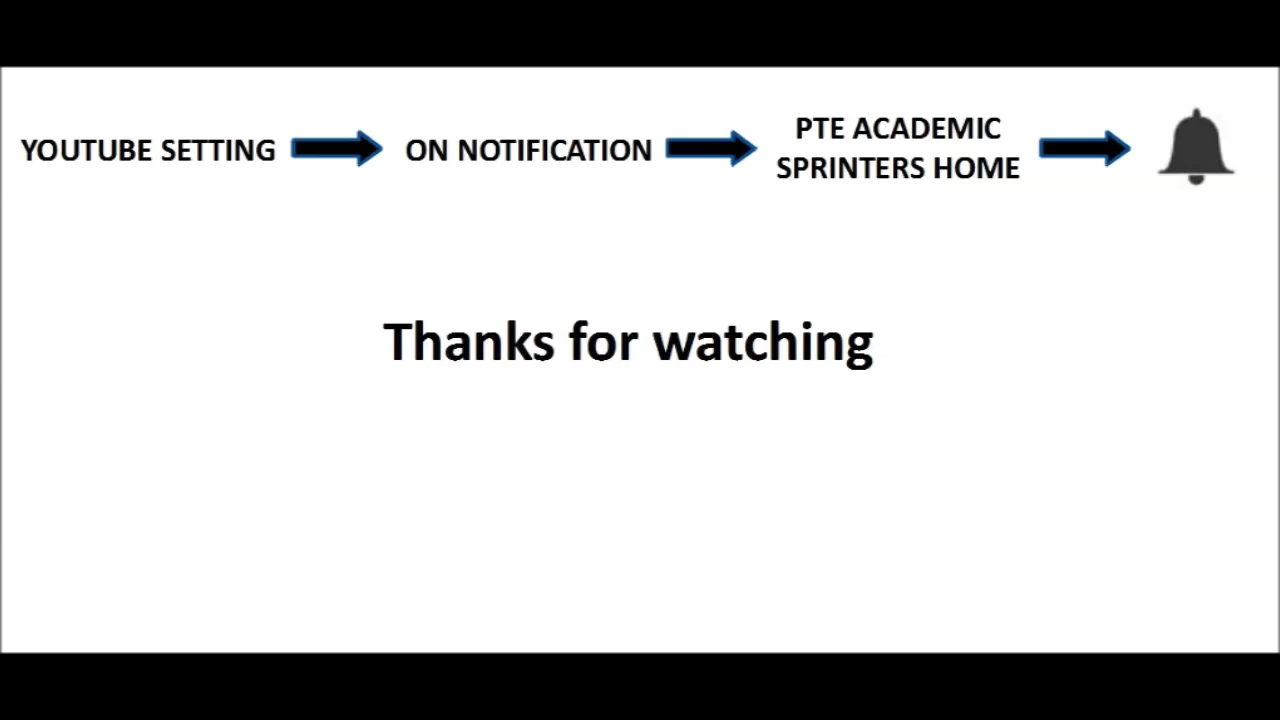 YOUTUBE SETTING
ON NOTIFICATION
PTE ACADEMIC
SPRINTERS HOME
Thanks for watching